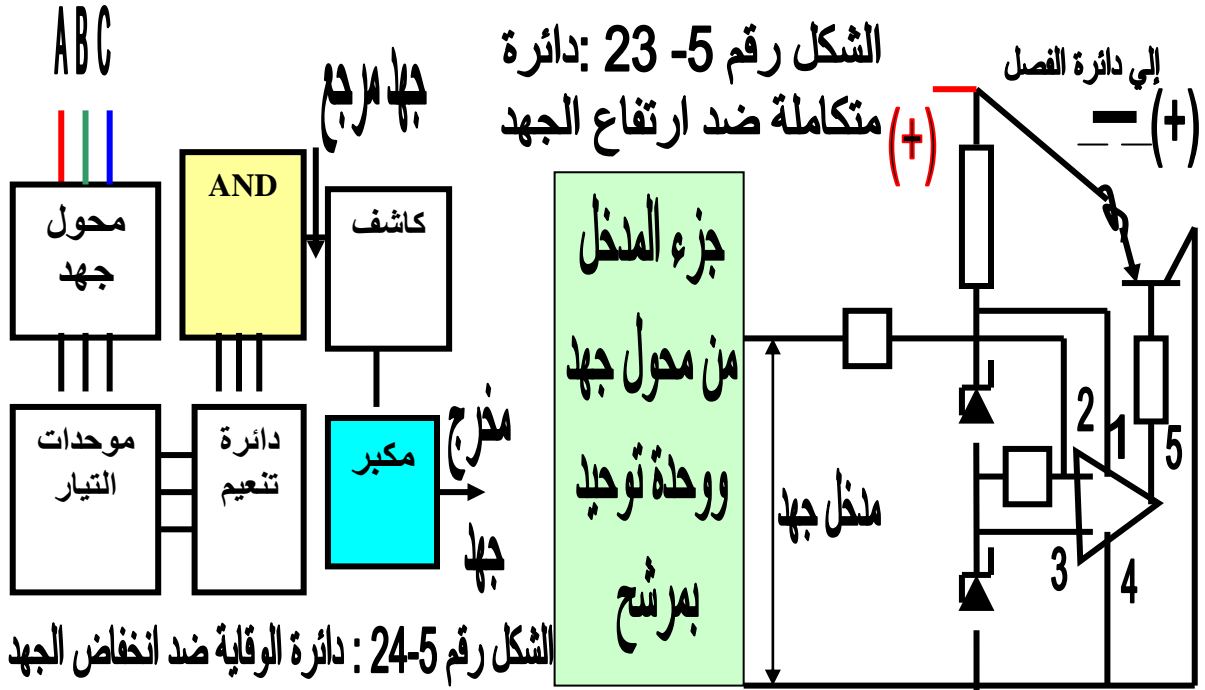 A B C
جهد مرجع
محول
جهد
AND
كاشف
موحدات
التيار
دائرة
تنعيم
مكبر
مخرج
جهد
الشكل رقم 5-24 : دائرة الوقاية ضد انخفاض الجهد
الشكل رقم 5- 23 :دائرة
متكاملة ضد ارتفاع الجهد
إلي دائرة الفصل
(+)
(+)
جزء المدخل
من محول جهد
ووحدة توحيد
بمرشح
مدخل جهد
2
1
5
3
4